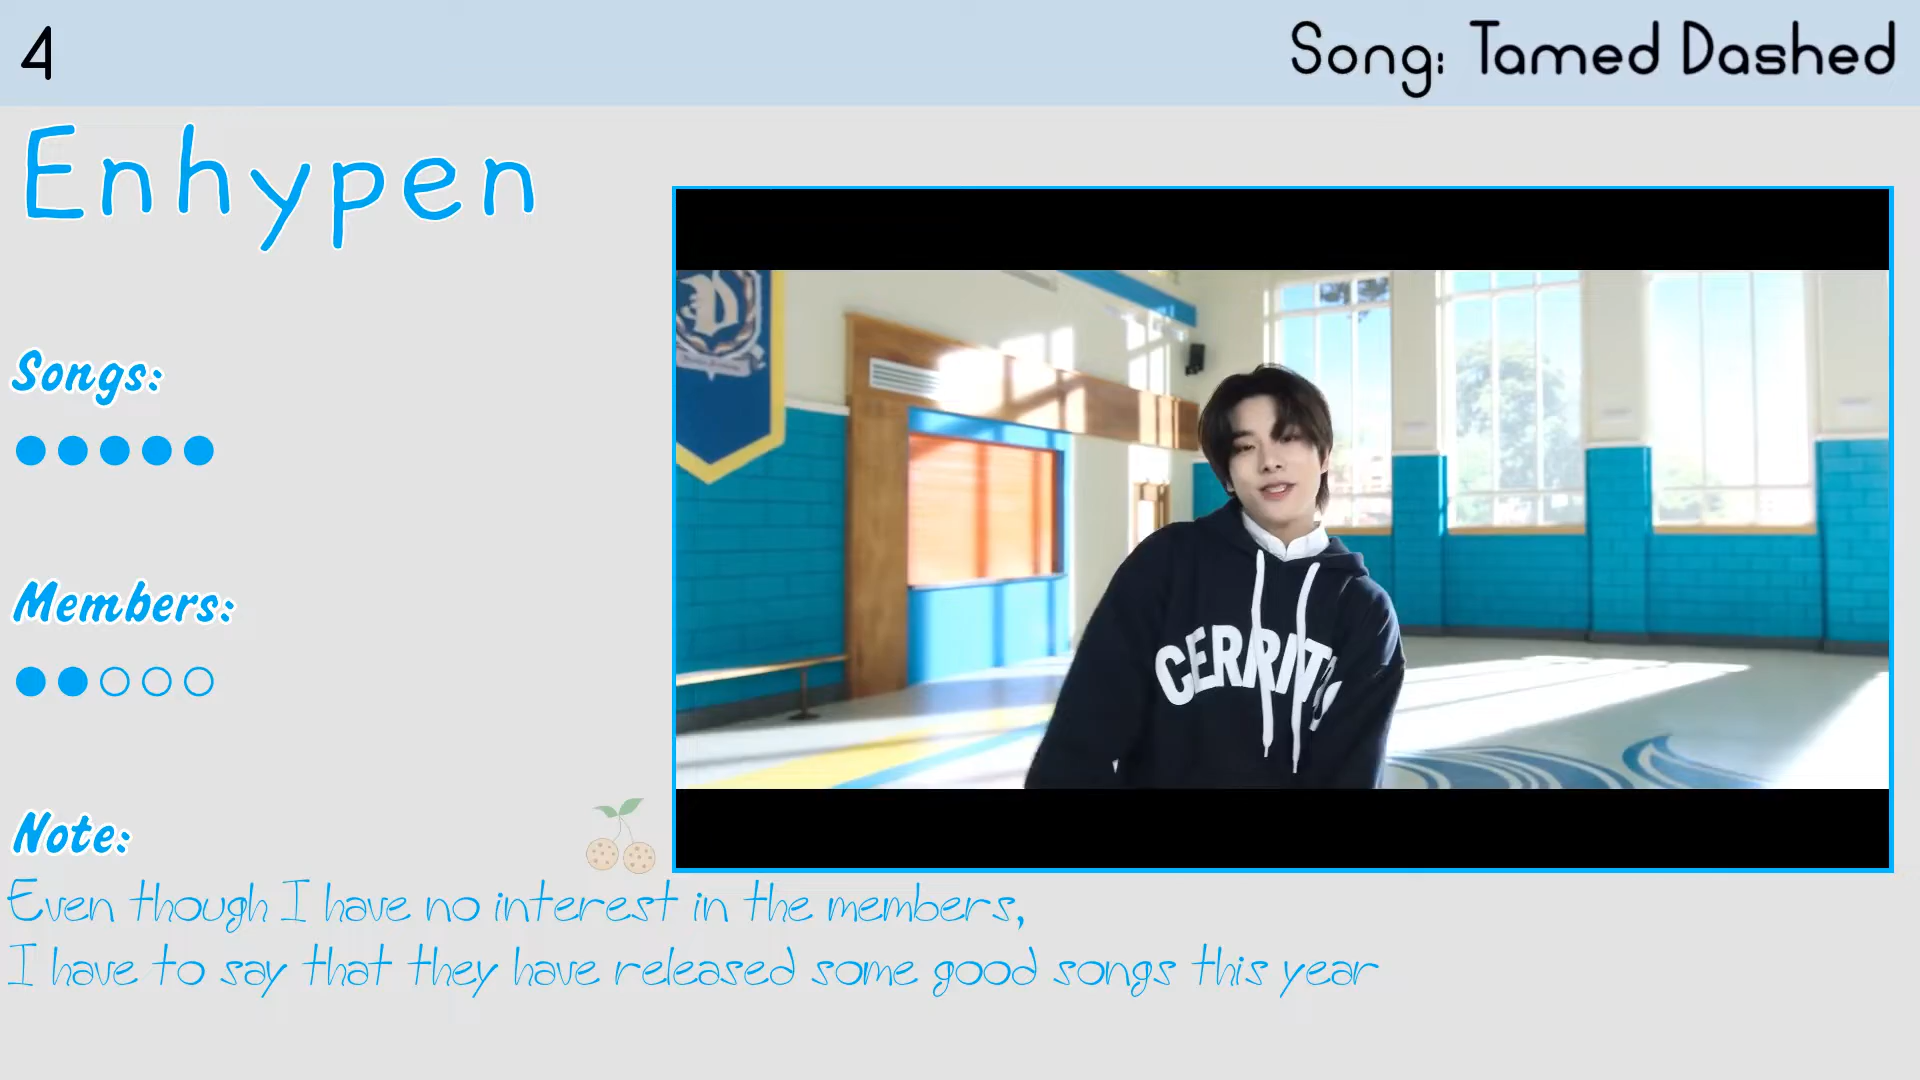 4
Song: Tamed Dashed
Enhypen
Songs:
Members:
Note:
Even though I have no interest in the members,
I have to say that they have released some good songs this year
D
CERRITO